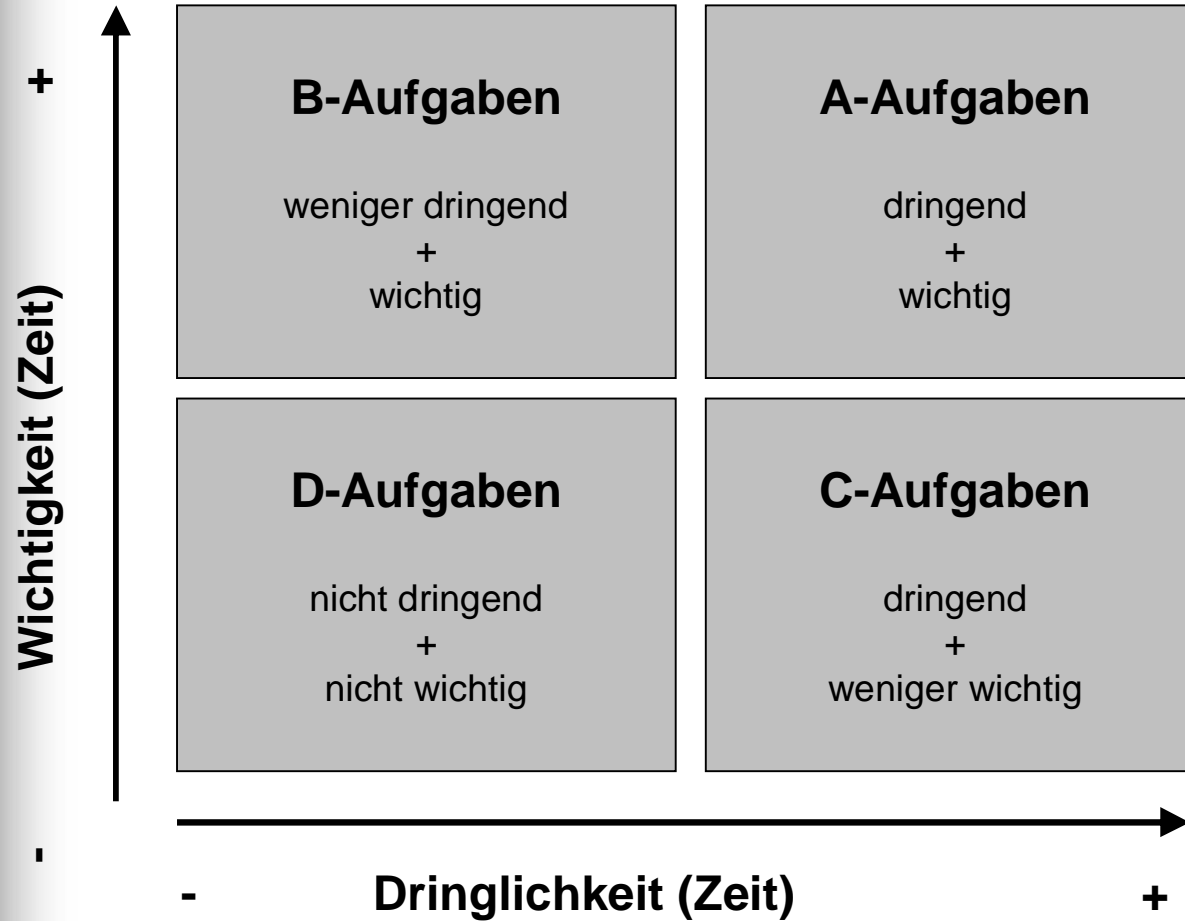 +
Wichtigkeit (Zeit)
-
B-Aufgaben
weniger dringend
+
wichtig
A-Aufgaben
dringend
+
wichtig
D-Aufgaben
nicht dringend
+
nicht wichtig
C-Aufgaben
dringend
+
weniger wichtig
- Dringlichkeit (Zeit) +